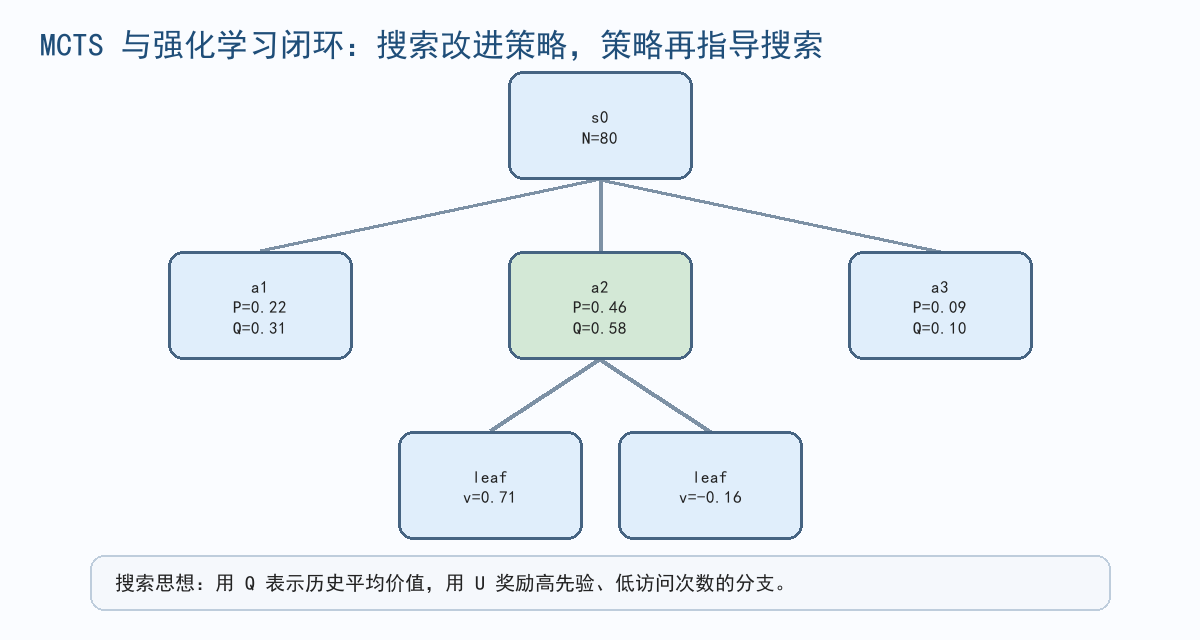 MCTS 与强化学习闭环：搜索改进策略，策略再指导搜索
s0
N=80
a1
P=0.22
Q=0.31
a2
P=0.46
Q=0.58
a3
P=0.09
Q=0.10
leaf
v=0.71
leaf
v=-0.16
搜索思想：用 Q 表示历史平均价值，用 U 奖励高先验、低访问次数的分支。